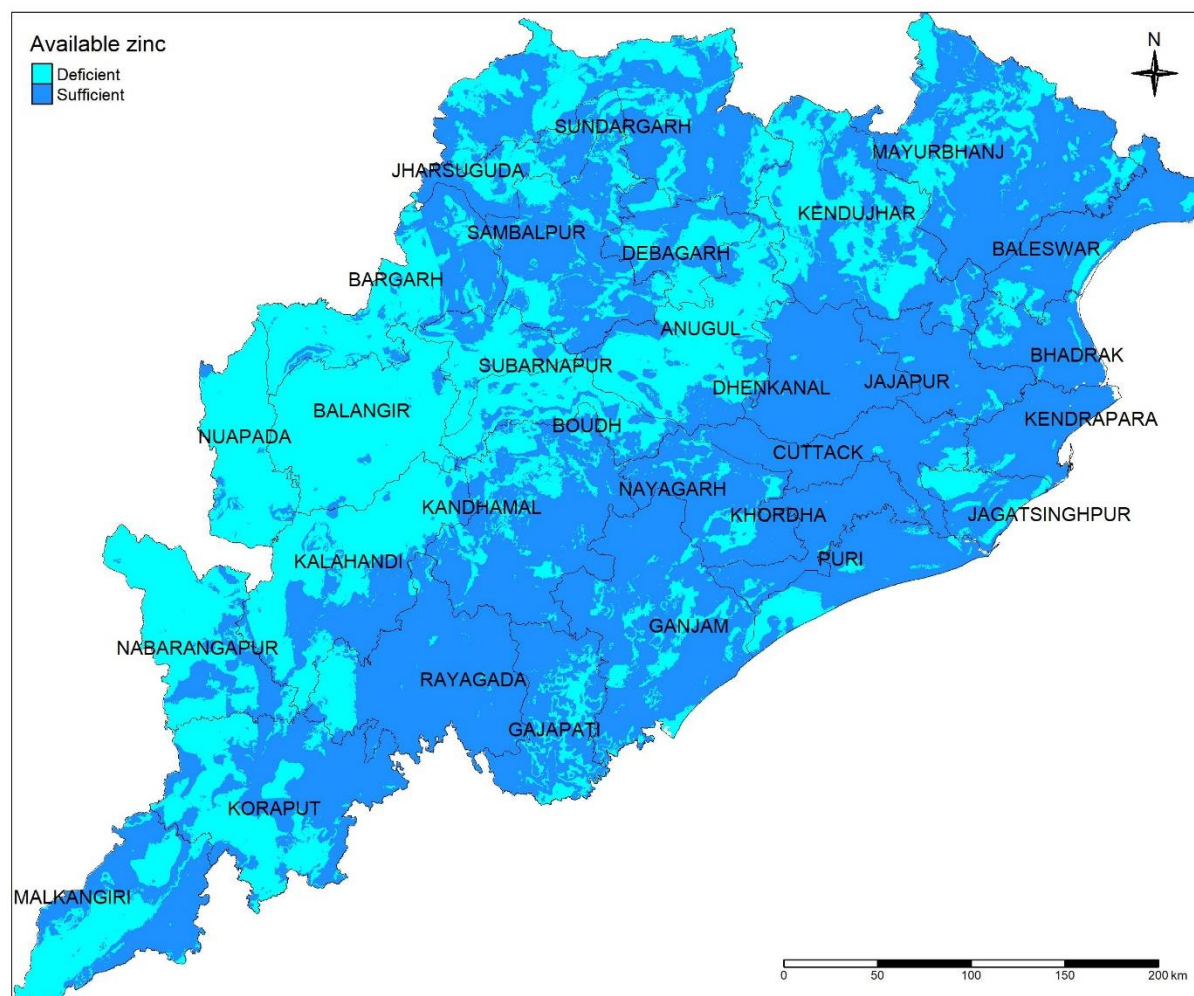 Available zinc
Deficient
Sufficient
N
SUNDARGARH
MAYURBHANJ
JHARSUGUDA
KENDUJHAR
SAMBALPUR
DEBAGARH
BALESWAR
BARGARH
ANUGUL
BHADRAK
SUBARNAPUR
DHENKANAL
JAJAPUR
BALANGIR
KENDRAPARA
BOUDH
NUAPADA
CUTTACK
NAYAGARH
KANDHAMAL
KHORDHA
JAGATSINGHPUR
KALAHANDI
PURI
GANJAM
NABARANGAPUR
RAYAGADA
GAJAPATI
KORAPUT
MALKANGIRI
0 50 100 150 200 km